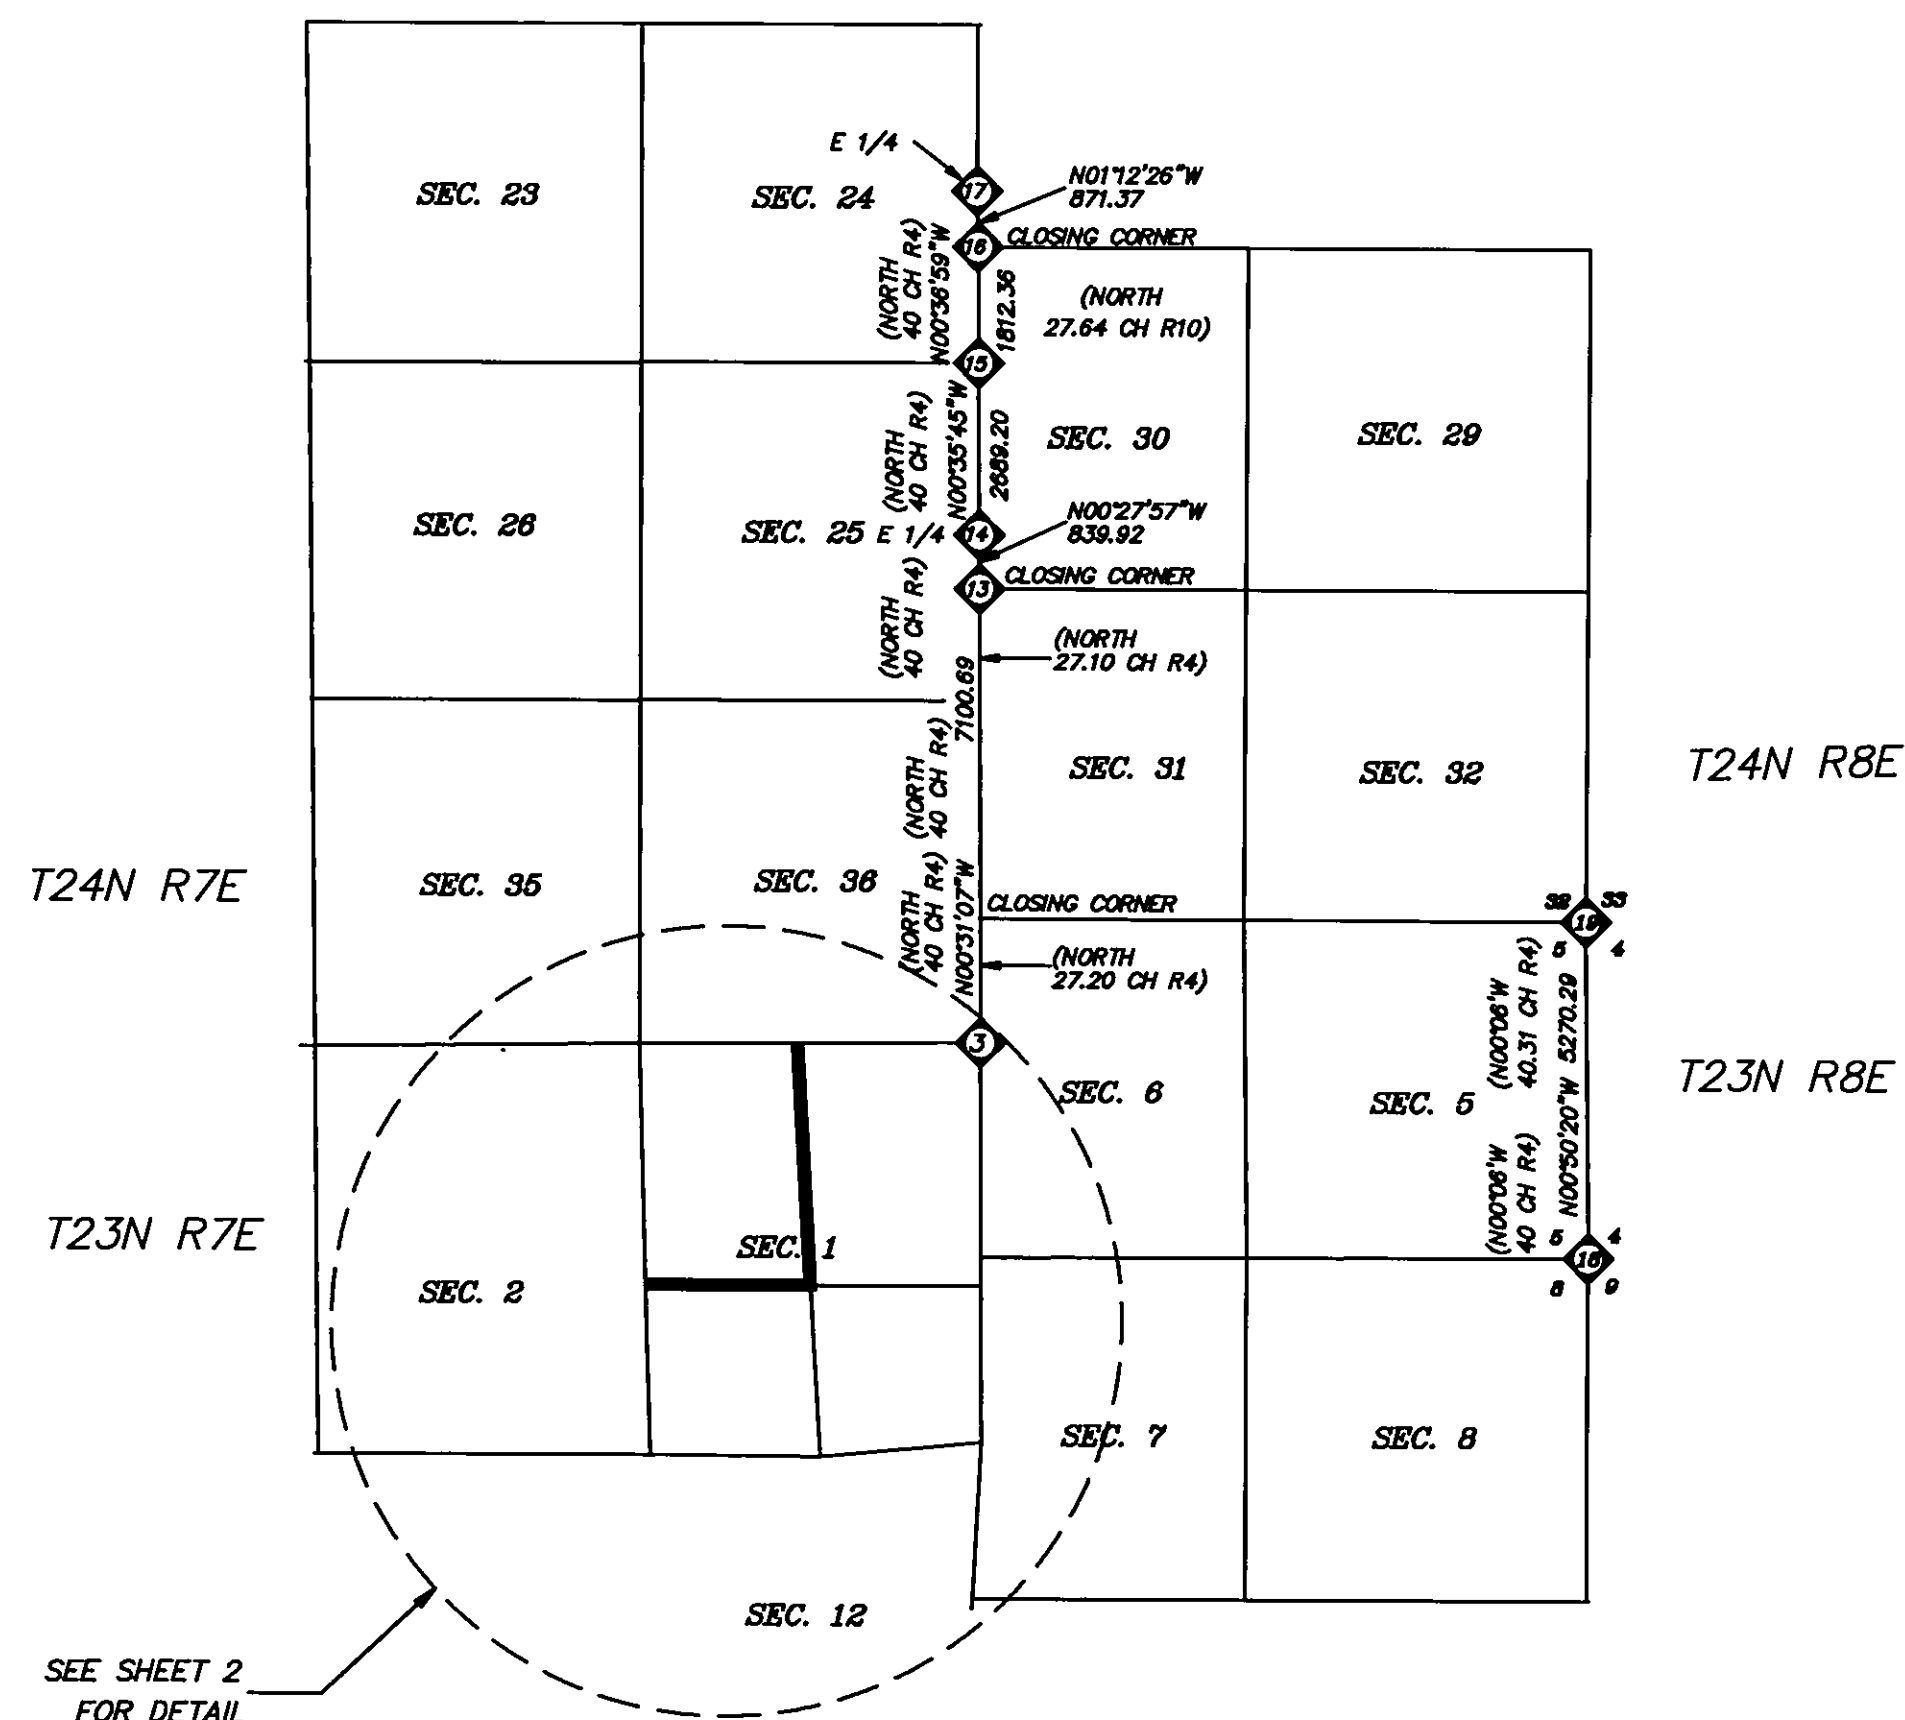 E 1/4
17
N01°12'26"W
871.37
SEC. 23
SEC. 24
(NORTH
40 CH R4)
N00°36'59"W
16
CLOSING CORNER
1812.36
(NORTH
27.64 CH R10)
15
(NORTH
40 CH R4)
N00°35'45"W
2689.20
SEC. 30
SEC. 29
SEC. 26
SEC. 25
E 1/4
14
N00°27'57"W
839.92
13
CLOSING CORNER
(NORTH
40 CH R4)
(NORTH
27.10 CH R4)
7100.69
(NORTH
40 CH R4)
SEC. 31
SEC. 32
T24N R8E
T24N R7E
SEC. 35
SEC. 36
(NORTH
40 CH R4)
N00°31'07"W
CLOSING CORNER
32
33
19
5
4
(NORTH
27.20 CH R4)
(N00°06'W
40.31 CH R4)
N00°50'20"W 5270.29
3
SEC. 6
SEC. 5
T23N R8E
(N00°06'W
40 CH R4)
T23N R7E
SEC. 1
5
4
18
8
9
SEC. 2
SEC. 7
SEC. 8
SEC. 12
SEE SHEET 2
FOR DETAIL